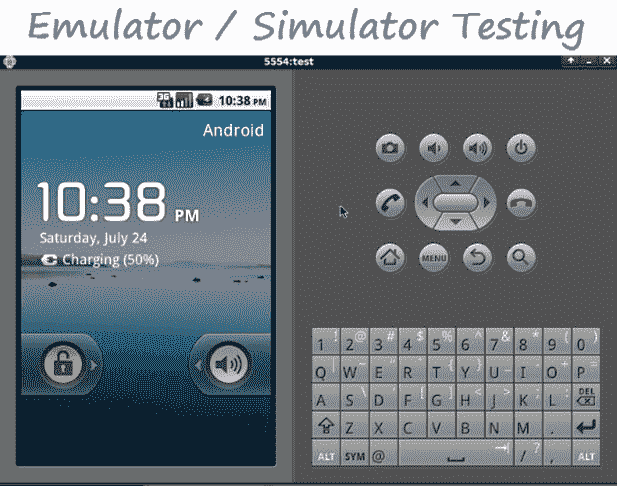 Emulator / Simulator Testing
5554:test
3G 10:38 PM
Android
10:38 PM
Saturday, July 24
Charging (50%)
MENU
1 ! 2 @ 3 # 4 $ 5 % 6 ^ 7 & 8 * 9 ( 0 )
Q W E R T { Y } U _ I - O + P =
A S \ D F [ G ] H < J > K ; L : DEL
Z X C V B N M .
ALT SYM @ / ? , ALT